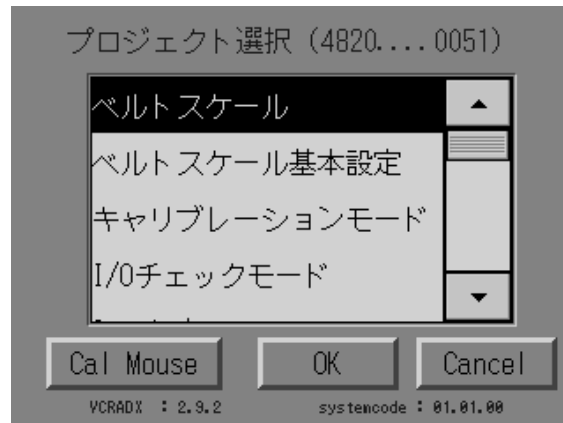 プロジェクト選択（4820....0051）
ベルトスケール
ベルトスケール基本設定
キャリブレーションモード
I/Oチェックモード
Cal Mouse OK Cancel
VCRADX : 2.9.2 systemcode : 01.01.00